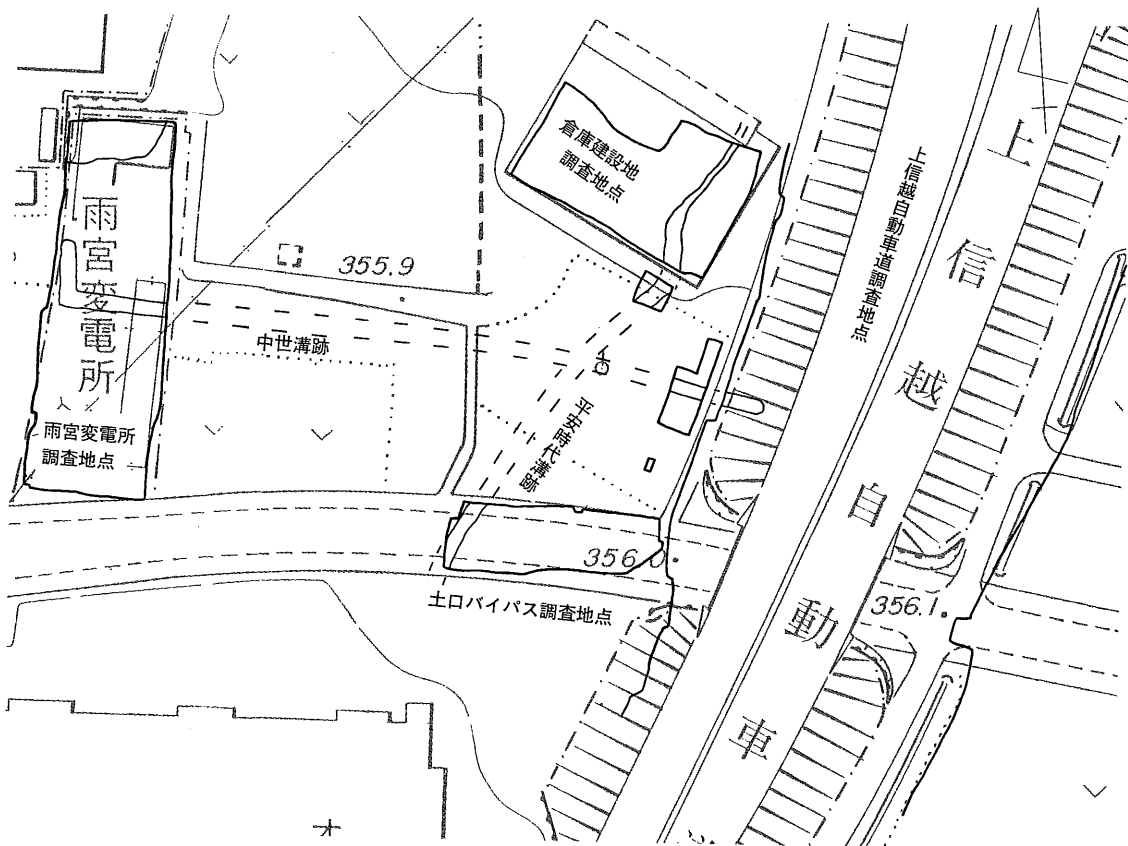 倉庫建設地
調査地点
上信越自動車道調査地点
上信越自動車
雨宮変電所
355.9
中世溝跡
平安時代溝跡
雨宮変電所
調査地点
356.0
土口バイパス調査地点
356.1